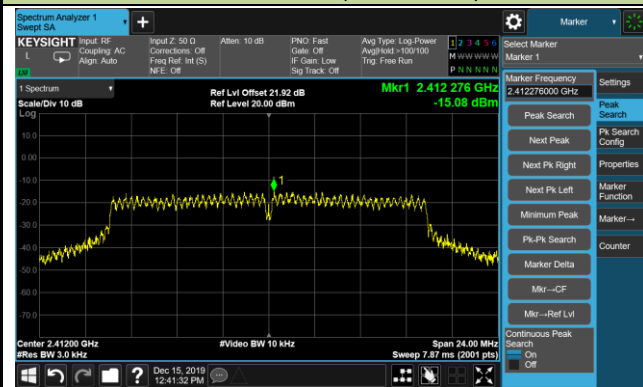 Spectrum Analyzer 1
Swept SA
+
Marker
KEYSIGHT
Input: RF
Coupling: AC
Align: Auto
Input Z: 50 Ω
Corrections: Off
Freq Ref: Int (S)
NFE: Off
Atten: 10 dB
PNO: Fast
Gate: Off
IF Gain: Low
Sig Track: Off
Avg Type: Log-Power
Avg|Hold:>100/100
Trig: Free Run
1 2 3 4 5 6
M W W W W W
P N N N N N
L
Select Marker
Marker 1
1 Spectrum
Scale/Div 10 dB
Log
Ref Lvl Offset 21.92 dB
Ref Level 20.00 dBm
Mkr1 2.412 276 GHz
-15.08 dBm
Marker Frequency
2.412276000 GHz
Settings
Peak Search
Peak
Search
Next Peak
Pk Search
Config
Next Pk Right
Properties
Next Pk Left
Marker
Function
Minimum Peak
Marker→
Pk-Pk Search
Counter
Marker Delta
Mkr→CF
Mkr→Ref Lvl
Continuous Peak
Search
On
Off
10.0
0.00
-10.0
-20.0
-30.0
-40.0
-50.0
-60.0
-70.0
1
Center 2.41200 GHz
#Res BW 3.0 kHz
#Video BW 10 kHz
Span 24.00 MHz
Sweep 7.87 ms (2001 pts)
?
Dec 15, 2019
12:41:32 PM